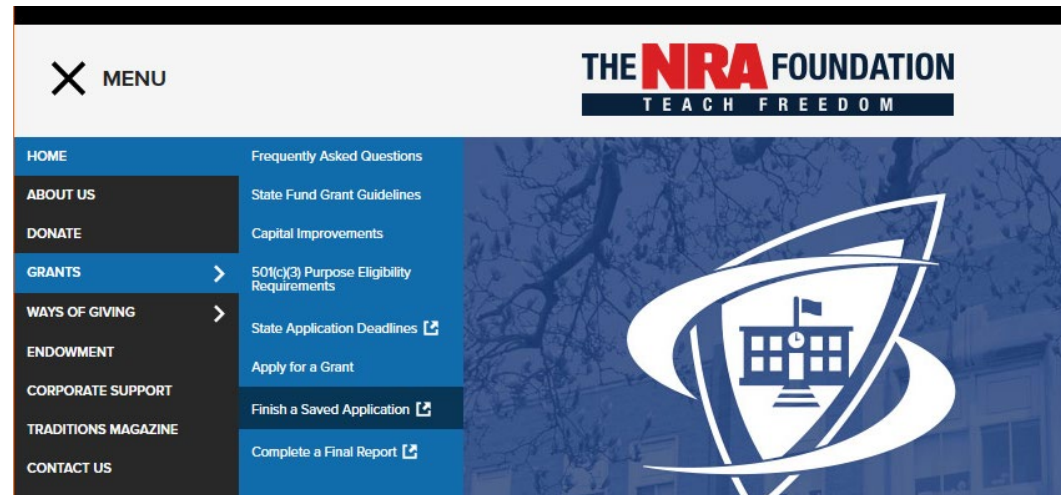 MENU
THE NRA FOUNDATION
TEACH FREEDOM
HOME
ABOUT US
DONATE
GRANTS
WAYS OF GIVING
ENDOWMENT
CORPORATE SUPPORT
TRADITIONS MAGAZINE
CONTACT US
Frequently Asked Questions
State Fund Grant Guidelines
Capital Improvements
501(c)(3) Purpose Eligibility
Requirements
State Application Deadlines
Apply for a Grant
Finish a Saved Application
Complete a Final Report